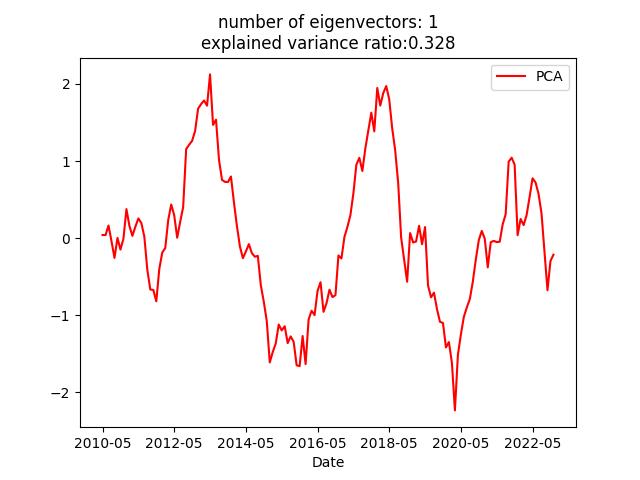 number of eigenvectors: 1
explained variance ratio:0.328
PCA
2
1
0
−1
−2
2010-05 2012-05 2014-05 2016-05 2018-05 2020-05 2022-05
Date